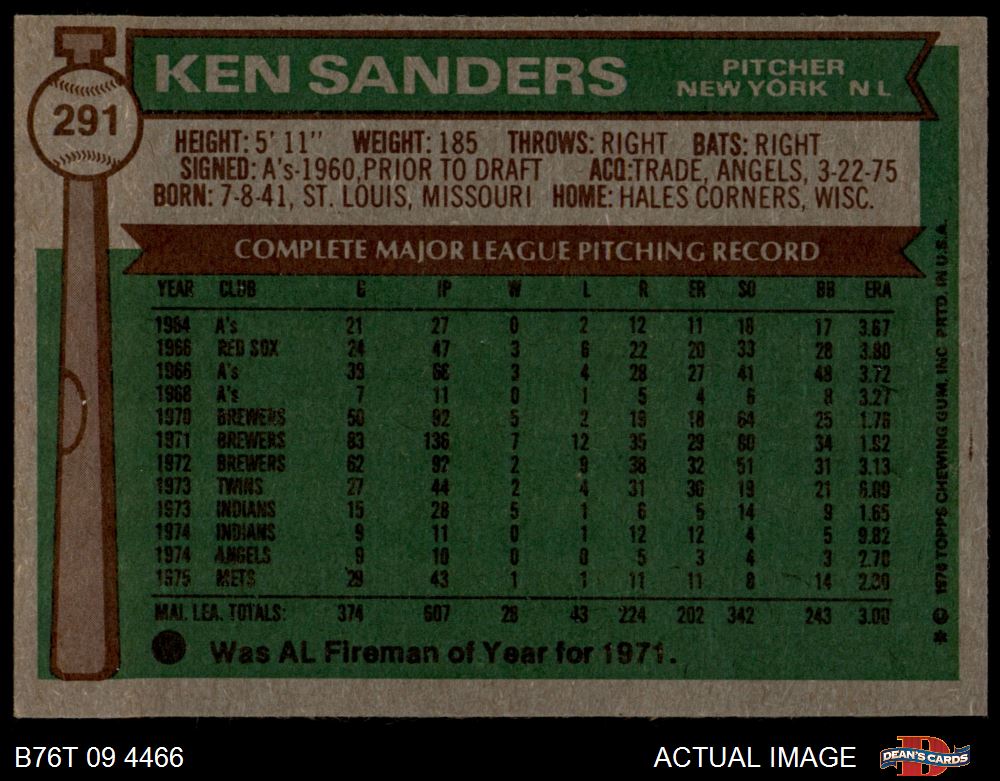 291
KEN SANDERS
PITCHER
NEW YORK N L
HEIGHT: 5' 11" WEIGHT: 185 THROWS: RIGHT BATS: RIGHT
SIGNED: A's-1960, PRIOR TO DRAFT ACQ: TRADE, ANGELS, 3-22-75
BORN: 7-8-41, ST. LOUIS, MISSOURI HOME: HALES CORNERS, WISC.
COMPLETE MAJOR LEAGUE PITCHING RECORD
YEAR CLUB G IP W L R ER SO BB ERA
1964 A's 21 27 0 2 12 11 18 17 3.67
1966 RED SOX 24 47 3 6 22 20 33 28 3.80
1966 A's 39 66 3 4 28 27 41 48 3.72
1968 A's 7 11 0 1 5 4 6 8 3.27
1970 BREWERS 50 92 5 2 19 18 64 25 1.76
1971 BREWERS 83 136 7 12 35 29 80 34 1.92
1972 BREWERS 62 92 2 9 38 32 51 31 3.13
1973 TWINS 27 44 2 4 31 30 19 21 6.09
1973 INDIANS 15 28 5 1 6 5 14 9 1.65
1974 INDIANS 9 11 0 1 12 12 4 5 9.82
1974 ANGELS 9 10 0 0 5 3 4 3 2.70
1975 METS 29 43 1 1 11 11 8 14 2.30
MAJ. LEA. TOTALS: 374 607 28 43 224 202 342 243 3.00
Was AL Fireman of Year for 1971.
* © 1976 TOPPS CHEWING GUM, INC. PRTD. IN U.S.A.
B76T 09 4466
ACTUAL IMAGE
DEAN'S CARDS